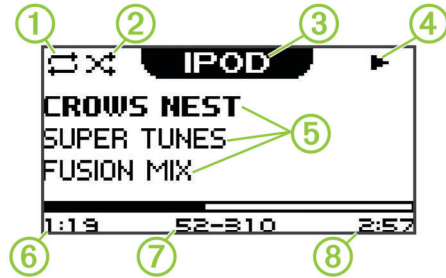 ① ② ③ ④
IPOD
CROWS NEST
SUPER TUNES
FUSION MIX
⑤
1:19 52-310 2:57
⑥ ⑦ ⑧